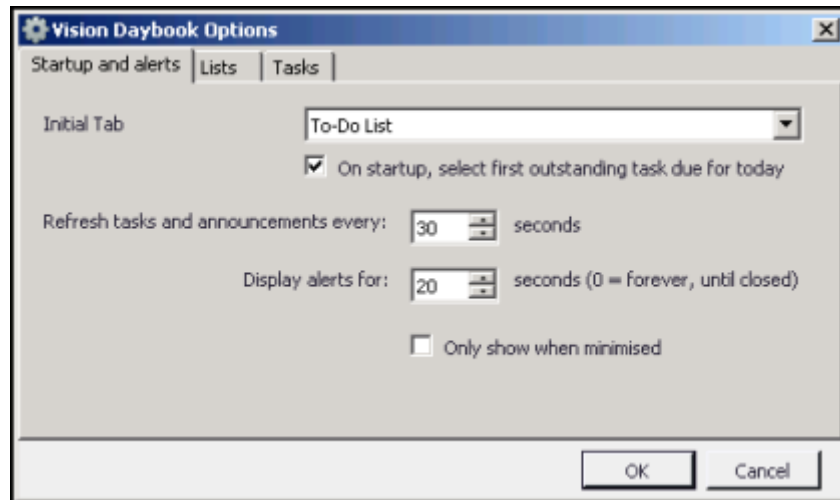 Vision Daybook Options
Startup and alerts Lists Tasks
Initial Tab To-Do List
On startup, select first outstanding task due for today
Refresh tasks and announcements every: 30 seconds
Display alerts for: 20 seconds (0 = forever, until closed)
Only show when minimised
OK Cancel